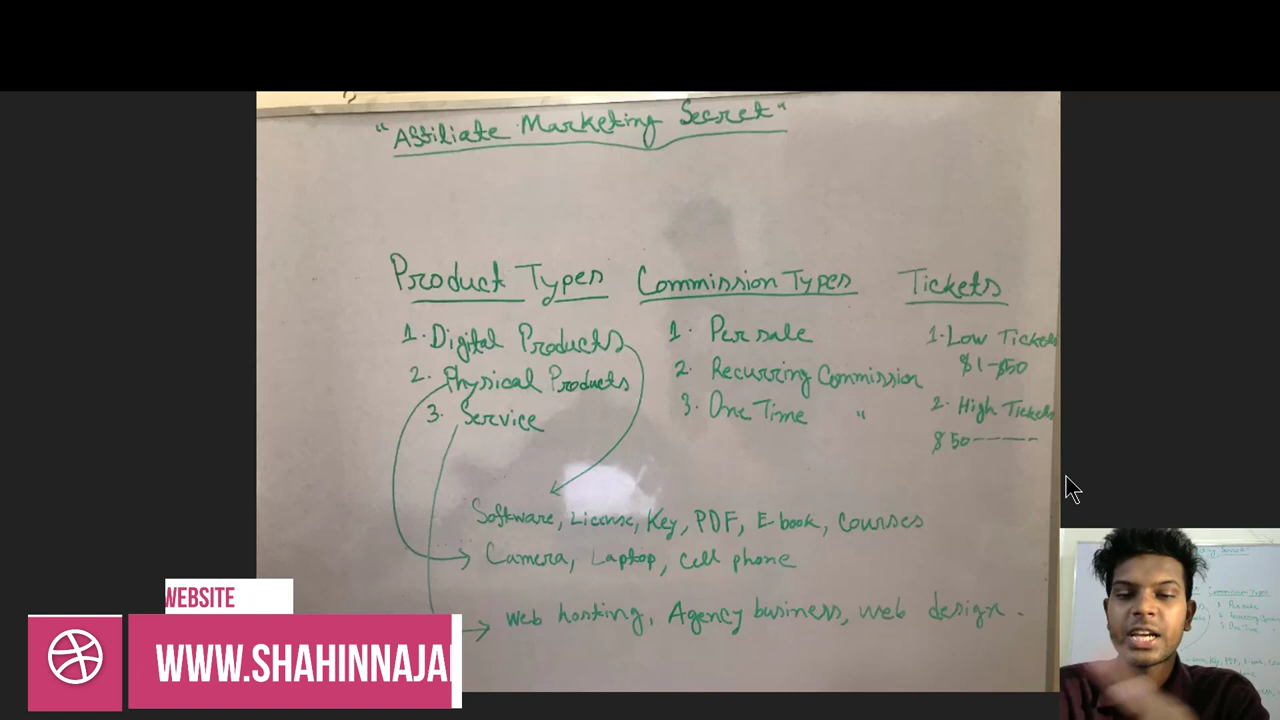 "Affiliate Marketing Secret"
Product Types
Commission Types
Tickets
1. Digital Products
2. Physical Products
3. Service
1. Per sale
2. Recurring Commission
3. One Time "
1. Low Tickets
$1-$50
2. High Tickets
$50-----
Software, License, Key, PDF, E-book, courses
Camera, Laptop, Cell phone
web hosting, Agency business, web design.
WEBSITE
WWW.SHAHINNAJA